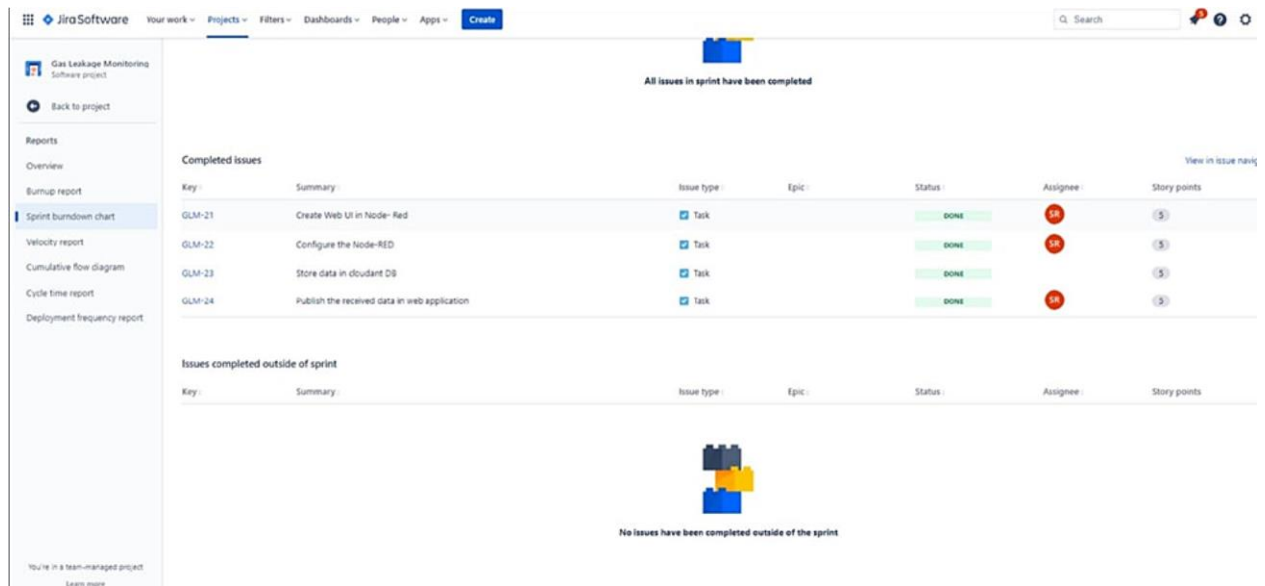 Jira Software Your work Projects Filters Dashboards People Apps Create Search 5
Gas Leakage Monitoring
Software project
Back to project
Reports
Overview
Burnup report
Sprint burndown chart
Velocity report
Cumulative flow diagram
Cycle time report
Deployment frequency report
You're in a team-managed project
Learn more
All issues in sprint have been completed
Completed issues View in issue navig
Key Summary Issue type Epic Status Assignee Story points
GLM-21 Create Web UI in Node- Red Task DONE SR 5
GLM-22 Configure the Node-RED Task DONE SR 5
GLM-23 Store data in cloudant DB Task DONE 5
GLM-24 Publish the received data in web application Task DONE SR 5
Issues completed outside of sprint
Key Summary Issue type Epic Status Assignee Story points
No issues have been completed outside of the sprint